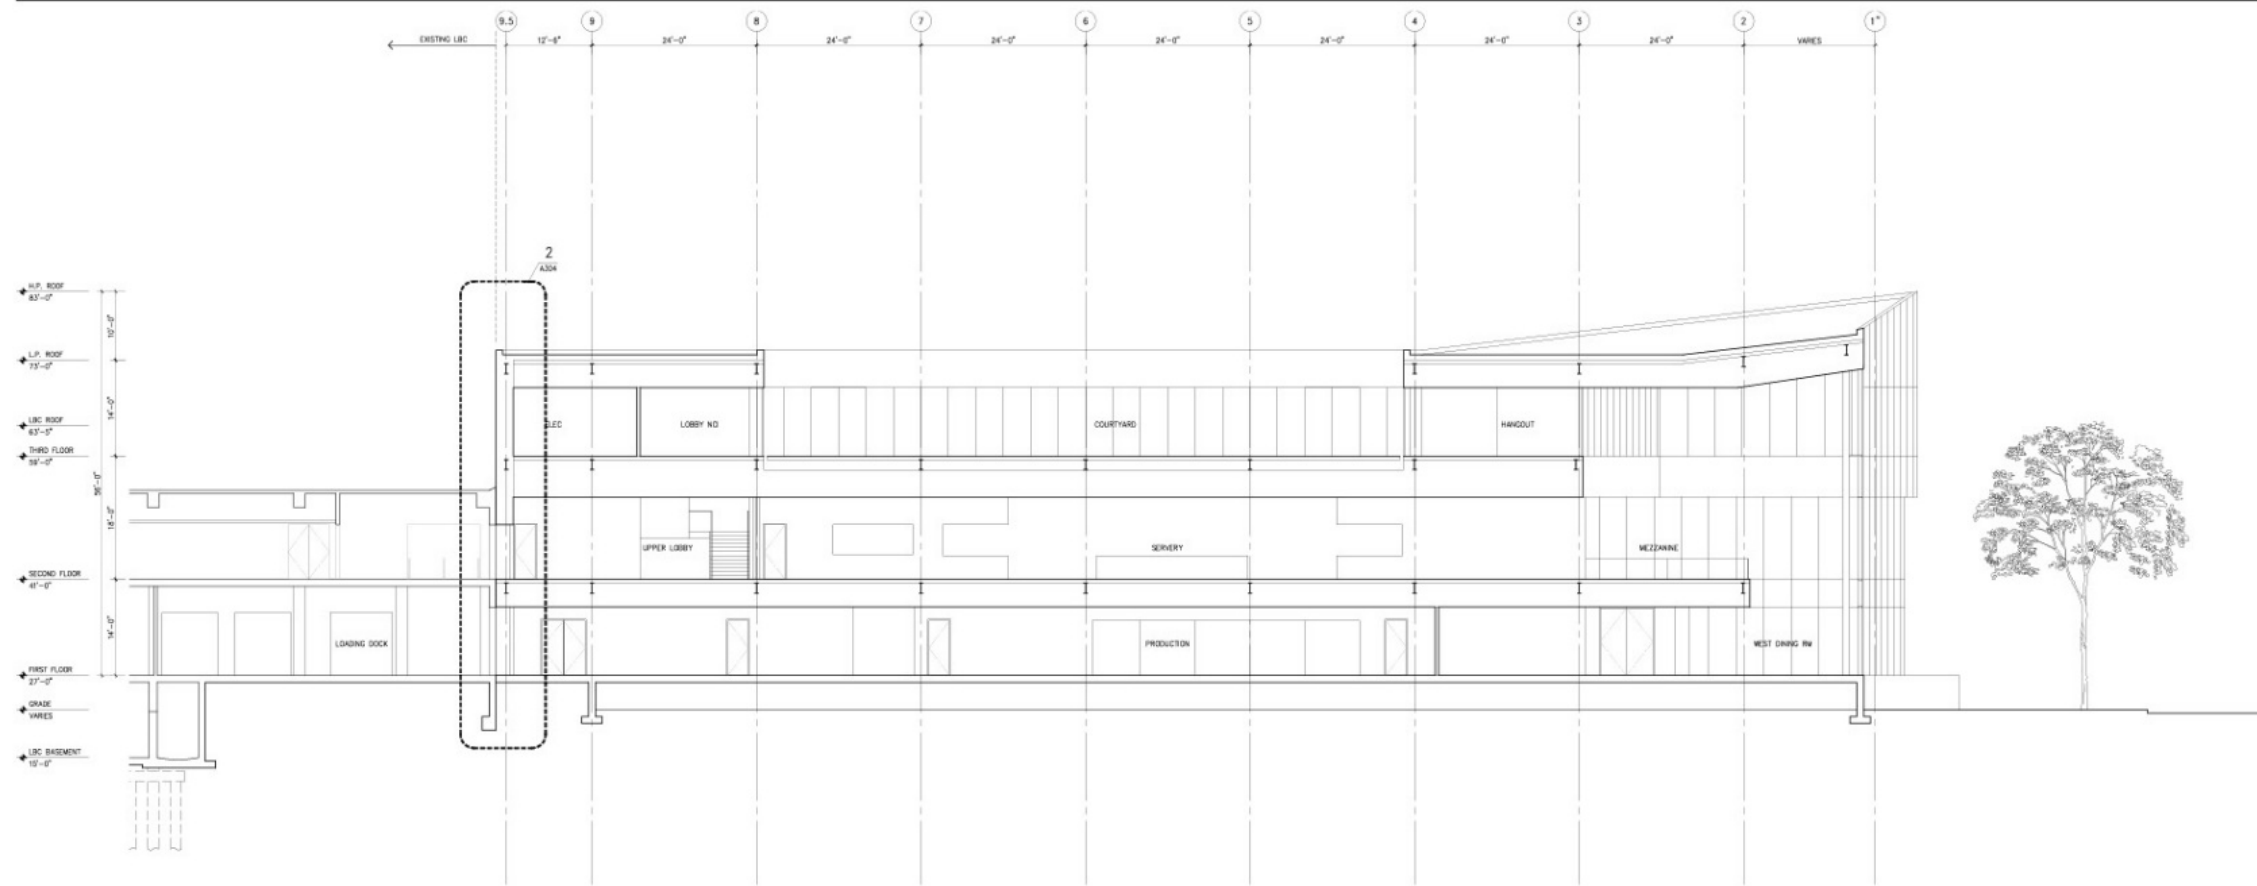 9.5 9 8 7 6 5 4 3 2 1*
EXISTING LBC 12'-6" 24'-0" 24'-0" 24'-0" 24'-0" 24'-0" 24'-0" 24'-0" VARIES
2
A304
H.P. ROOF
83'-0"
10'-0"
L.P. ROOF
73'-0"
14'-0"
LBC ROOF
63'-5"
ELEC LOBBY NO COURTYARD HANGOUT
THIRD FLOOR
59'-0"
56'-0"
18'-0"
UPPER LOBBY SERVERY MEZZANINE
SECOND FLOOR
41'-0"
14'-0"
LOADING DOCK PRODUCTION WEST DINING RM
FIRST FLOOR
27'-0"
GRADE
VARIES
LBC BASEMENT
15'-0"